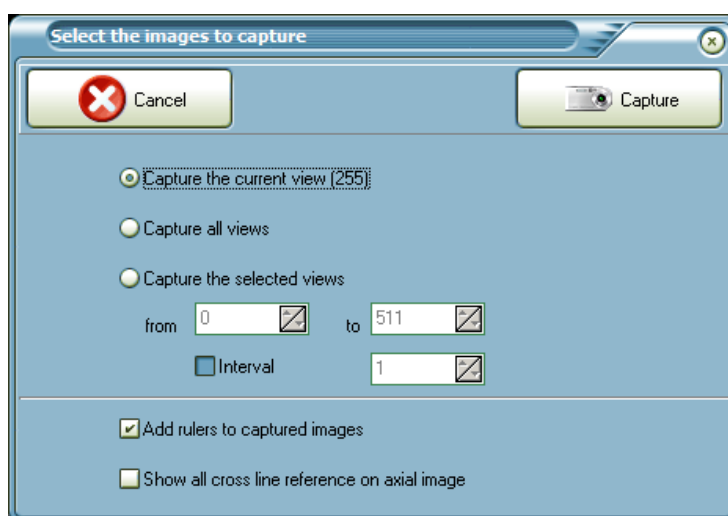 Select the images to capture
Cancel Capture
Capture the current view (255)
Capture all views
Capture the selected views
from 0 to 511
Interval 1
Add rulers to captured images
Show all cross line reference on axial image